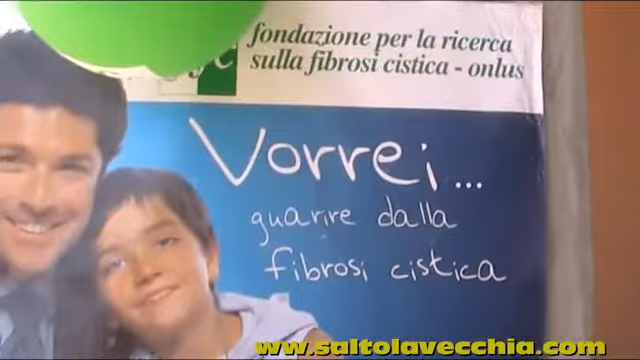 fondazione per la ricerca
sulla fibrosi cistica - onlus
Vorrei...
guarire dalla
fibrosi cistica
www.saltolavecchia.com